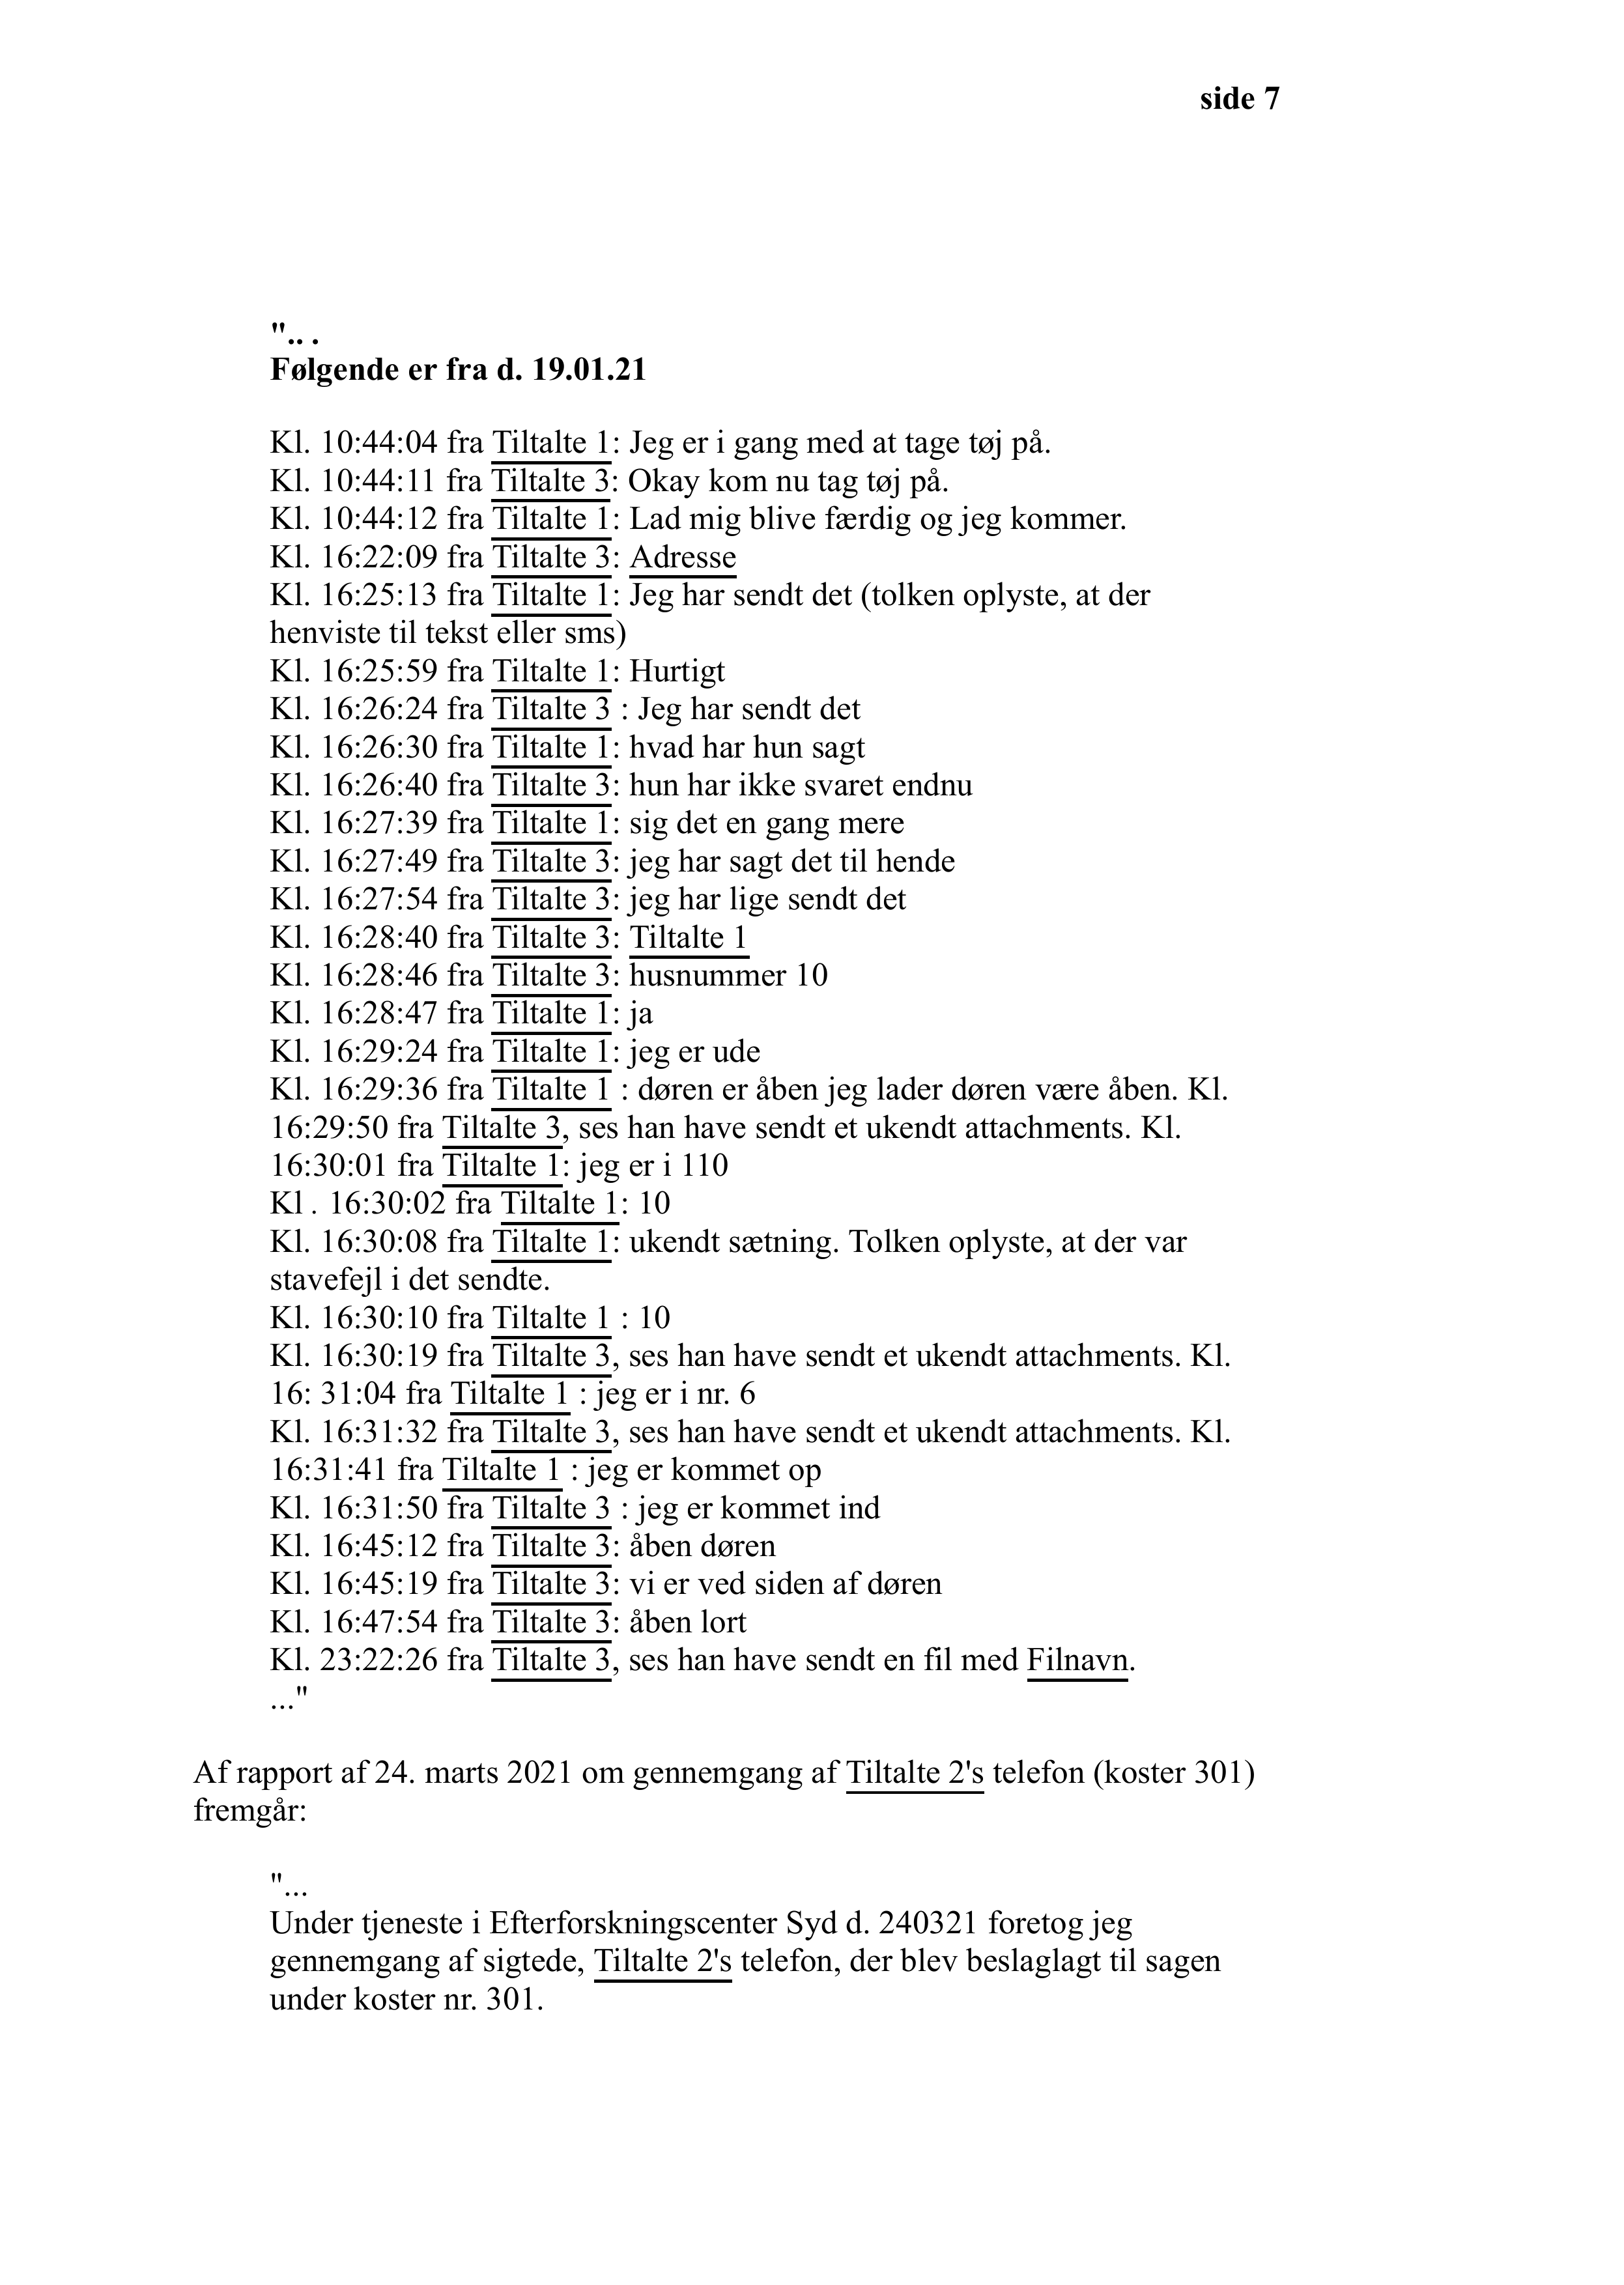 side 7
".. .
Følgende er fra d. 19.01.21
Kl. 10:44:04 fra Tiltalte 1: Jeg er i gang med at tage tøj på.
Kl. 10:44:11 fra Tiltalte 3: Okay kom nu tag tøj på.
Kl. 10:44:12 fra Tiltalte 1: Lad mig blive færdig og jeg kommer.
Kl. 16:22:09 fra Tiltalte 3: Adresse
Kl. 16:25:13 fra Tiltalte 1: Jeg har sendt det (tolken oplyste, at der
henviste til tekst eller sms)
Kl. 16:25:59 fra Tiltalte 1: Hurtigt
Kl. 16:26:24 fra Tiltalte 3 : Jeg har sendt det
Kl. 16:26:30 fra Tiltalte 1: hvad har hun sagt
Kl. 16:26:40 fra Tiltalte 3: hun har ikke svaret endnu
Kl. 16:27:39 fra Tiltalte 1: sig det en gang mere
Kl. 16:27:49 fra Tiltalte 3: jeg har sagt det til hende
Kl. 16:27:54 fra Tiltalte 3: jeg har lige sendt det
Kl. 16:28:40 fra Tiltalte 3: Tiltalte 1
Kl. 16:28:46 fra Tiltalte 3: husnummer 10
Kl. 16:28:47 fra Tiltalte 1: ja
Kl. 16:29:24 fra Tiltalte 1: jeg er ude
Kl. 16:29:36 fra Tiltalte 1 : døren er åben jeg lader døren være åben. Kl.
16:29:50 fra Tiltalte 3, ses han have sendt et ukendt attachments. Kl.
16:30:01 fra Tiltalte 1: jeg er i 110
Kl . 16:30:02 fra Tiltalte 1: 10
Kl. 16:30:08 fra Tiltalte 1: ukendt sætning. Tolken oplyste, at der var
stavefejl i det sendte.
Kl. 16:30:10 fra Tiltalte 1 : 10
Kl. 16:30:19 fra Tiltalte 3, ses han have sendt et ukendt attachments. Kl.
16: 31:04 fra Tiltalte 1 : jeg er i nr. 6
Kl. 16:31:32 fra Tiltalte 3, ses han have sendt et ukendt attachments. Kl.
16:31:41 fra Tiltalte 1 : jeg er kommet op
Kl. 16:31:50 fra Tiltalte 3 : jeg er kommet ind
Kl. 16:45:12 fra Tiltalte 3: åben døren
Kl. 16:45:19 fra Tiltalte 3: vi er ved siden af døren
Kl. 16:47:54 fra Tiltalte 3: åben lort
Kl. 23:22:26 fra Tiltalte 3, ses han have sendt en fil med Filnavn.
..."
Af rapport af 24. marts 2021 om gennemgang af Tiltalte 2's telefon (koster 301)
fremgår:
"...
Under tjeneste i Efterforskningscenter Syd d. 240321 foretog jeg
gennemgang af sigtede, Tiltalte 2's telefon, der blev beslaglagt til sagen
under koster nr. 301.